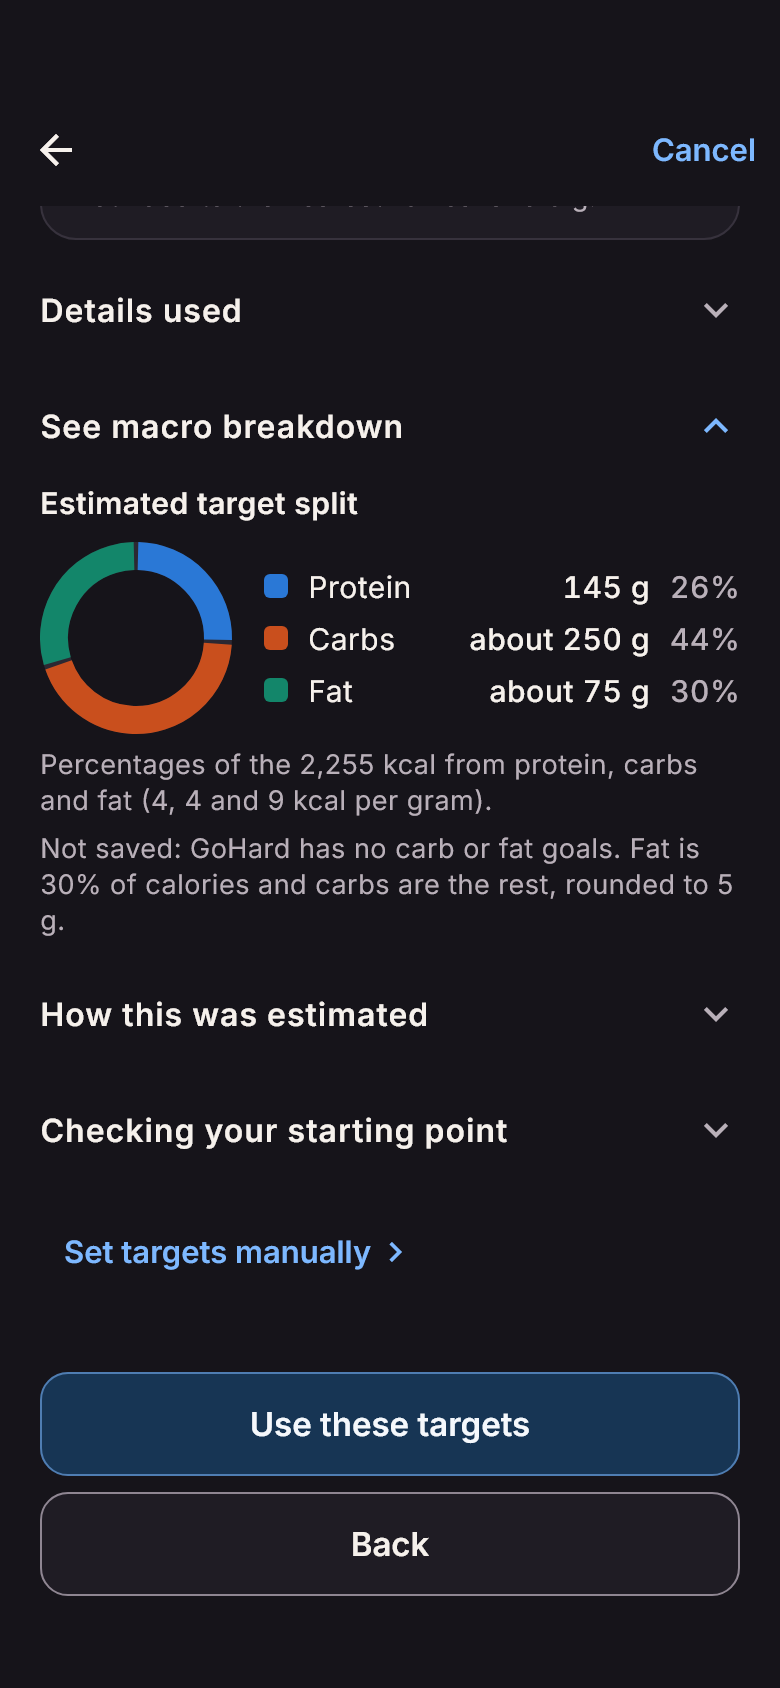 Cancel
Details used
See macro breakdown
Estimated target split
Protein 145 g 26%
Carbs about 250 g 44%
Fat about 75 g 30%
Percentages of the 2,255 kcal from protein, carbs
and fat (4, 4 and 9 kcal per gram).
Not saved: GoHard has no carb or fat goals. Fat is
30% of calories and carbs are the rest, rounded to 5
g.
How this was estimated
Checking your starting point
Set targets manually
Use these targets
Back